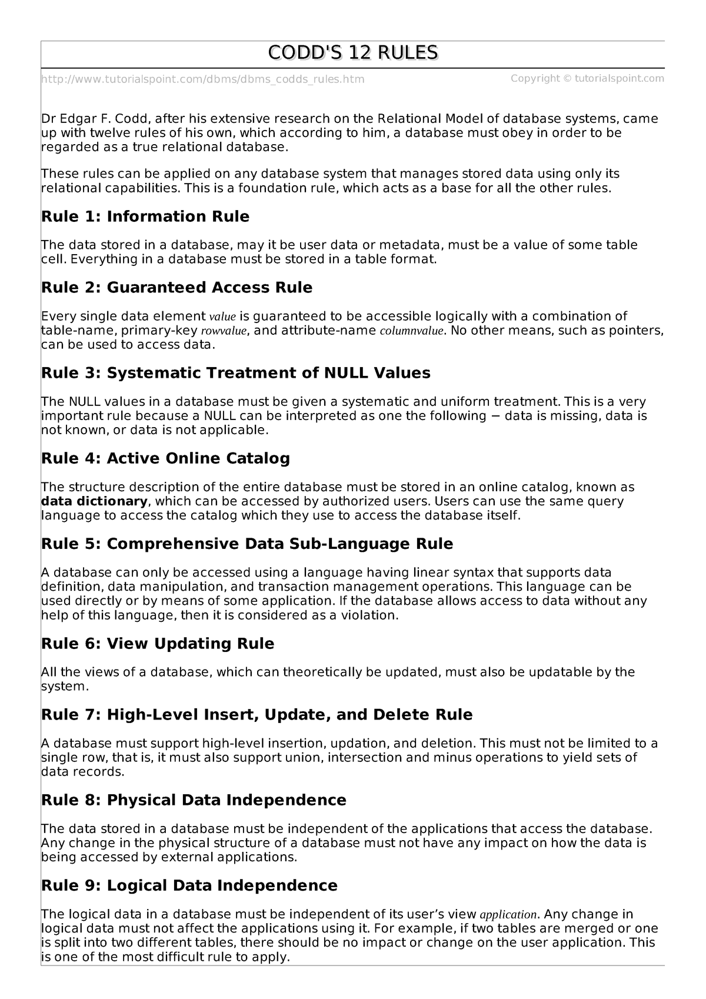 CODD'S 12 RULES
http://www.tutorialspoint.com/dbms/dbms_codds_rules.htm
Copyright © tutorialspoint.com
Dr Edgar F. Codd, after his extensive research on the Relational Model of database systems, came
up with twelve rules of his own, which according to him, a database must obey in order to be
regarded as a true relational database.
These rules can be applied on any database system that manages stored data using only its
relational capabilities. This is a foundation rule, which acts as a base for all the other rules.
Rule 1: Information Rule
The data stored in a database, may it be user data or metadata, must be a value of some table
cell. Everything in a database must be stored in a table format.
Rule 2: Guaranteed Access Rule
Every single data element value is guaranteed to be accessible logically with a combination of
table-name, primary-key rowvalue, and attribute-name columnvalue. No other means, such as pointers,
can be used to access data.
Rule 3: Systematic Treatment of NULL Values
The NULL values in a database must be given a systematic and uniform treatment. This is a very
important rule because a NULL can be interpreted as one the following − data is missing, data is
not known, or data is not applicable.
Rule 4: Active Online Catalog
The structure description of the entire database must be stored in an online catalog, known as
data dictionary, which can be accessed by authorized users. Users can use the same query
language to access the catalog which they use to access the database itself.
Rule 5: Comprehensive Data Sub-Language Rule
A database can only be accessed using a language having linear syntax that supports data
definition, data manipulation, and transaction management operations. This language can be
used directly or by means of some application. If the database allows access to data without any
help of this language, then it is considered as a violation.
Rule 6: View Updating Rule
All the views of a database, which can theoretically be updated, must also be updatable by the
system.
Rule 7: High-Level Insert, Update, and Delete Rule
A database must support high-level insertion, updation, and deletion. This must not be limited to a
single row, that is, it must also support union, intersection and minus operations to yield sets of
data records.
Rule 8: Physical Data Independence
The data stored in a database must be independent of the applications that access the database.
Any change in the physical structure of a database must not have any impact on how the data is
being accessed by external applications.
Rule 9: Logical Data Independence
The logical data in a database must be independent of its user’s view application. Any change in
logical data must not affect the applications using it. For example, if two tables are merged or one
is split into two different tables, there should be no impact or change on the user application. This
is one of the most difficult rule to apply.